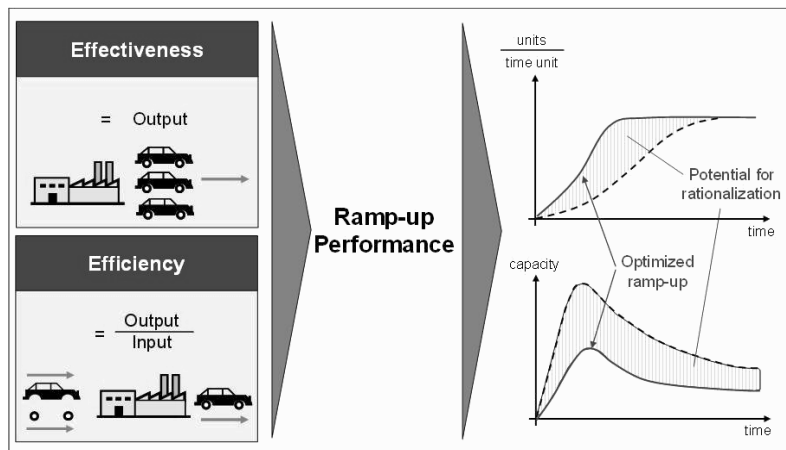 Effectiveness
= Output
Efficiency
= Output
Input
Ramp-up
Performance
units
time unit
Potential for
rationalization
time
Optimized
ramp-up
capacity
time